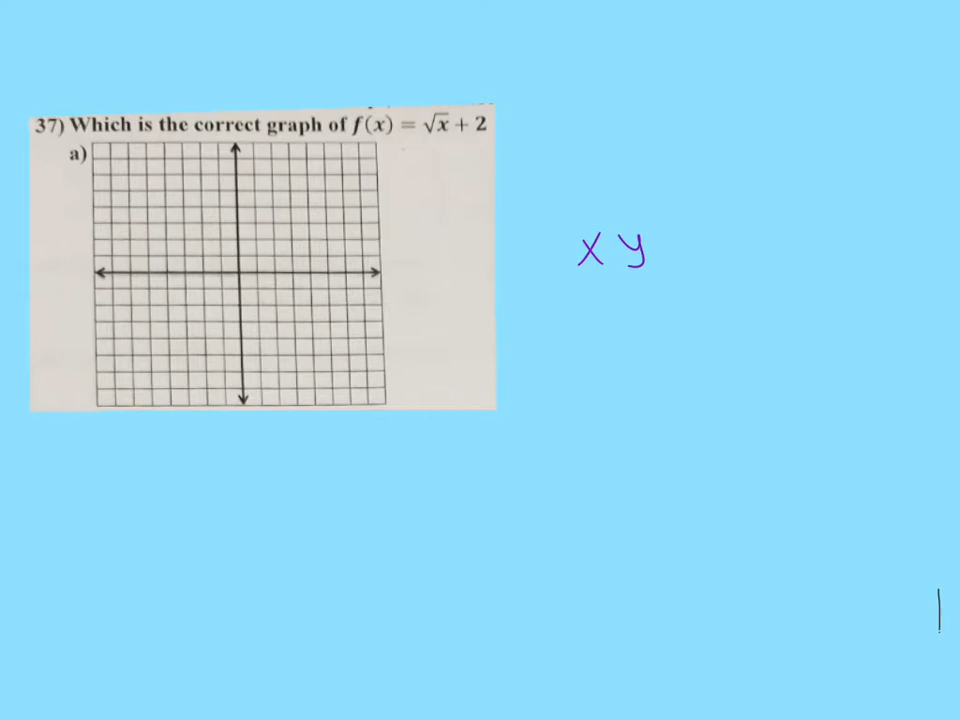 37) Which is the correct graph of f(x) = √x + 2
a)
x y